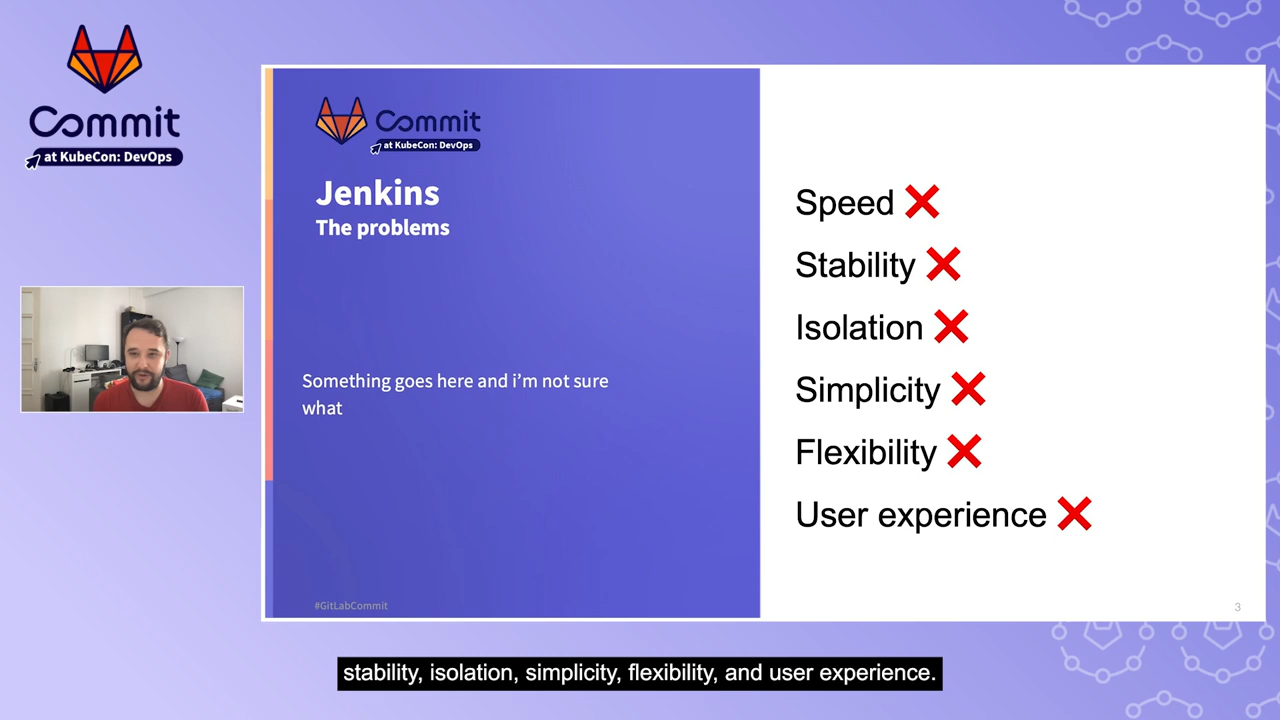 Commit
at KubeCon: DevOps
Commit
at KubeCon: DevOps
Jenkins
The problems
Something goes here and i'm not sure
what
#GitLabCommit
Speed ❌
Stability ❌
Isolation ❌
Simplicity ❌
Flexibility ❌
User experience ❌
3
stability, isolation, simplicity, flexibility, and user experience.